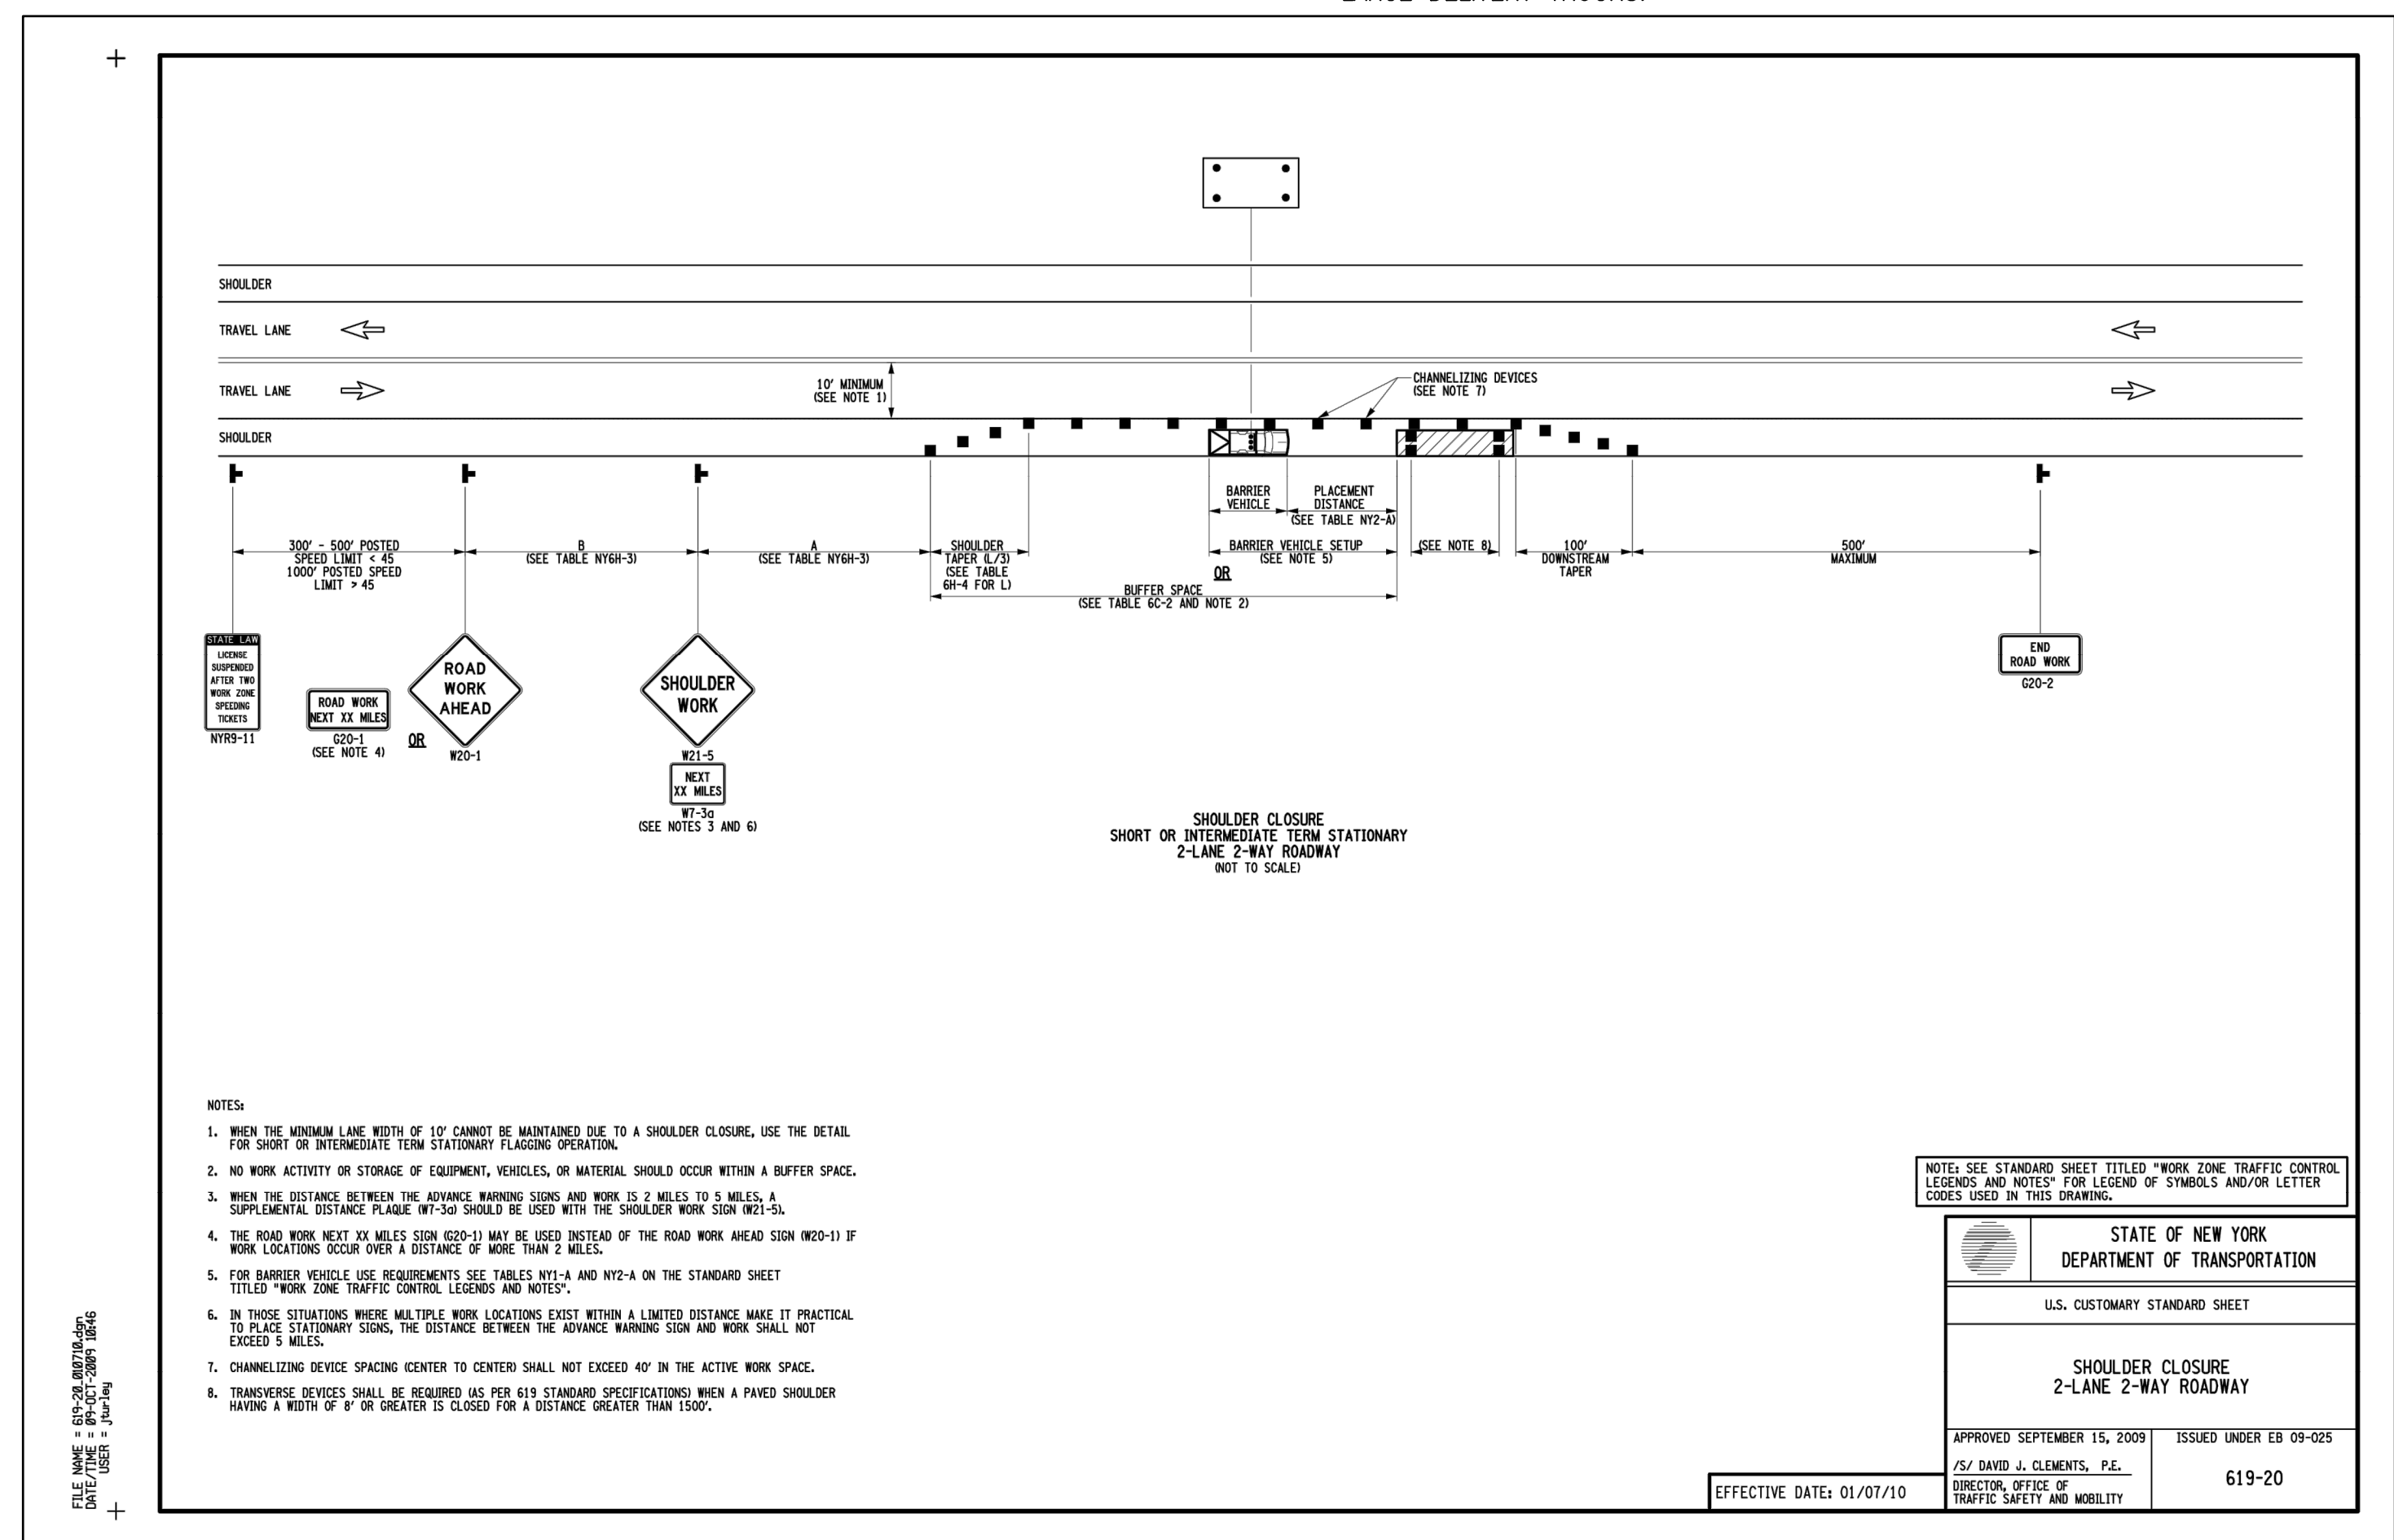 SHOULDER
TRAVEL LANE
TRAVEL LANE
10' MINIMUM
(SEE NOTE 1)
CHANNELIZING DEVICES
(SEE NOTE 7)
SHOULDER
BARRIER
VEHICLE
PLACEMENT
DISTANCE
(SEE TABLE NY2-A)
300' - 500' POSTED
SPEED LIMIT < 45
1000' POSTED SPEED
LIMIT > 45
B
(SEE TABLE NY6H-3)
A
(SEE TABLE NY6H-3)
SHOULDER
TAPER (L/3)
(SEE TABLE
6H-4 FOR L)
BARRIER VEHICLE SETUP
(SEE NOTE 5)
OR
BUFFER SPACE
(SEE TABLE 6C-2 AND NOTE 2)
(SEE NOTE 8)
100'
DOWNSTREAM
TAPER
500'
MAXIMUM
STATE LAW
LICENSE
SUSPENDED
AFTER TWO
WORK ZONE
SPEEDING
TICKETS
NYR9-11
ROAD WORK
NEXT XX MILES
G20-1
(SEE NOTE 4)
OR
ROAD
WORK
AHEAD
W20-1
SHOULDER
WORK
W21-5
NEXT
XX MILES
W7-3a
(SEE NOTES 3 AND 6)
END
ROAD WORK
G20-2
SHOULDER CLOSURE
SHORT OR INTERMEDIATE TERM STATIONARY
2-LANE 2-WAY ROADWAY
(NOT TO SCALE)
NOTES:
1. WHEN THE MINIMUM LANE WIDTH OF 10' CANNOT BE MAINTAINED DUE TO A SHOULDER CLOSURE, USE THE DETAIL
FOR SHORT OR INTERMEDIATE TERM STATIONARY FLAGGING OPERATION.
2. NO WORK ACTIVITY OR STORAGE OF EQUIPMENT, VEHICLES, OR MATERIAL SHOULD OCCUR WITHIN A BUFFER SPACE.
3. WHEN THE DISTANCE BETWEEN THE ADVANCE WARNING SIGNS AND WORK IS 2 MILES TO 5 MILES, A
SUPPLEMENTAL DISTANCE PLAQUE (W7-3a) SHOULD BE USED WITH THE SHOULDER WORK SIGN (W21-5).
4. THE ROAD WORK NEXT XX MILES SIGN (G20-1) MAY BE USED INSTEAD OF THE ROAD WORK AHEAD SIGN (W20-1) IF
WORK LOCATIONS OCCUR OVER A DISTANCE OF MORE THAN 2 MILES.
5. FOR BARRIER VEHICLE USE REQUIREMENTS SEE TABLES NY1-A AND NY2-A ON THE STANDARD SHEET
TITLED "WORK ZONE TRAFFIC CONTROL LEGENDS AND NOTES".
6. IN THOSE SITUATIONS WHERE MULTIPLE WORK LOCATIONS EXIST WITHIN A LIMITED DISTANCE MAKE IT PRACTICAL
TO PLACE STATIONARY SIGNS, THE DISTANCE BETWEEN THE ADVANCE WARNING SIGN AND WORK SHALL NOT
EXCEED 5 MILES.
7. CHANNELIZING DEVICE SPACING (CENTER TO CENTER) SHALL NOT EXCEED 40' IN THE ACTIVE WORK SPACE.
8. TRANSVERSE DEVICES SHALL BE REQUIRED (AS PER 619 STANDARD SPECIFICATIONS) WHEN A PAVED SHOULDER
HAVING A WIDTH OF 8' OR GREATER IS CLOSED FOR A DISTANCE GREATER THAN 1500'.
NOTE: SEE STANDARD SHEET TITLED "WORK ZONE TRAFFIC CONTROL
LEGENDS AND NOTES" FOR LEGEND OF SYMBOLS AND/OR LETTER
CODES USED IN THIS DRAWING.
STATE OF NEW YORK
DEPARTMENT OF TRANSPORTATION
U.S. CUSTOMARY STANDARD SHEET
SHOULDER CLOSURE
2-LANE 2-WAY ROADWAY
APPROVED SEPTEMBER 15, 2009
/S/ DAVID J. CLEMENTS, P.E.
DIRECTOR, OFFICE OF
TRAFFIC SAFETY AND MOBILITY
ISSUED UNDER EB 09-025
619-20
EFFECTIVE DATE: 01/07/10
FILE NAME = 619-20_010710.dgn
DATE/TIME = 09-OCT-2009 10:46
USER = jturley